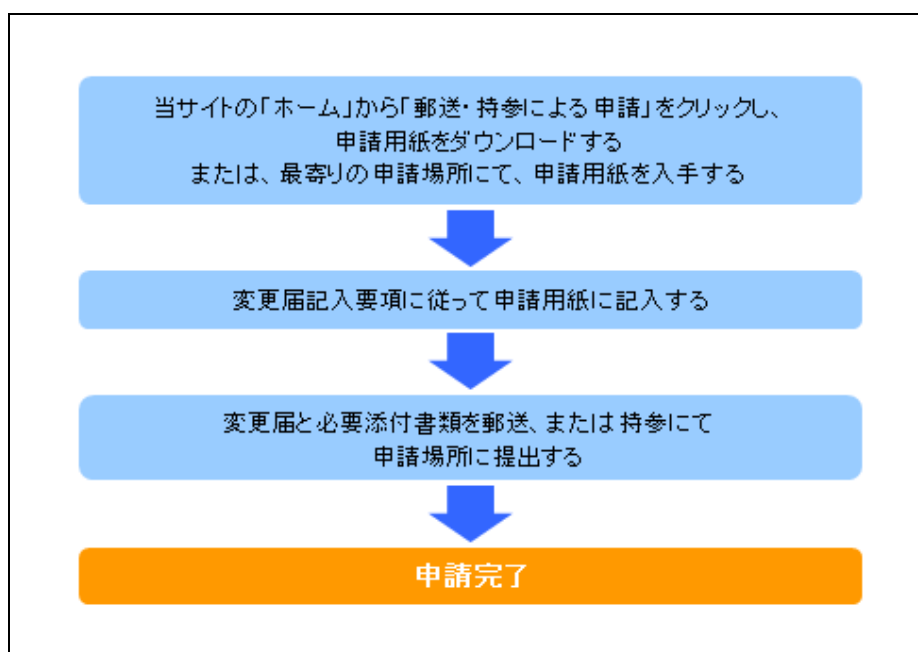 当サイトの「ホーム」から「郵送・持参による申請」をクリックし、
申請用紙をダウンロードする
または、最寄りの申請場所にて、申請用紙を入手する
変更届記入要項に従って申請用紙に記入する
変更届と必要添付書類を郵送、または持参にて
申請場所に提出する
申請完了